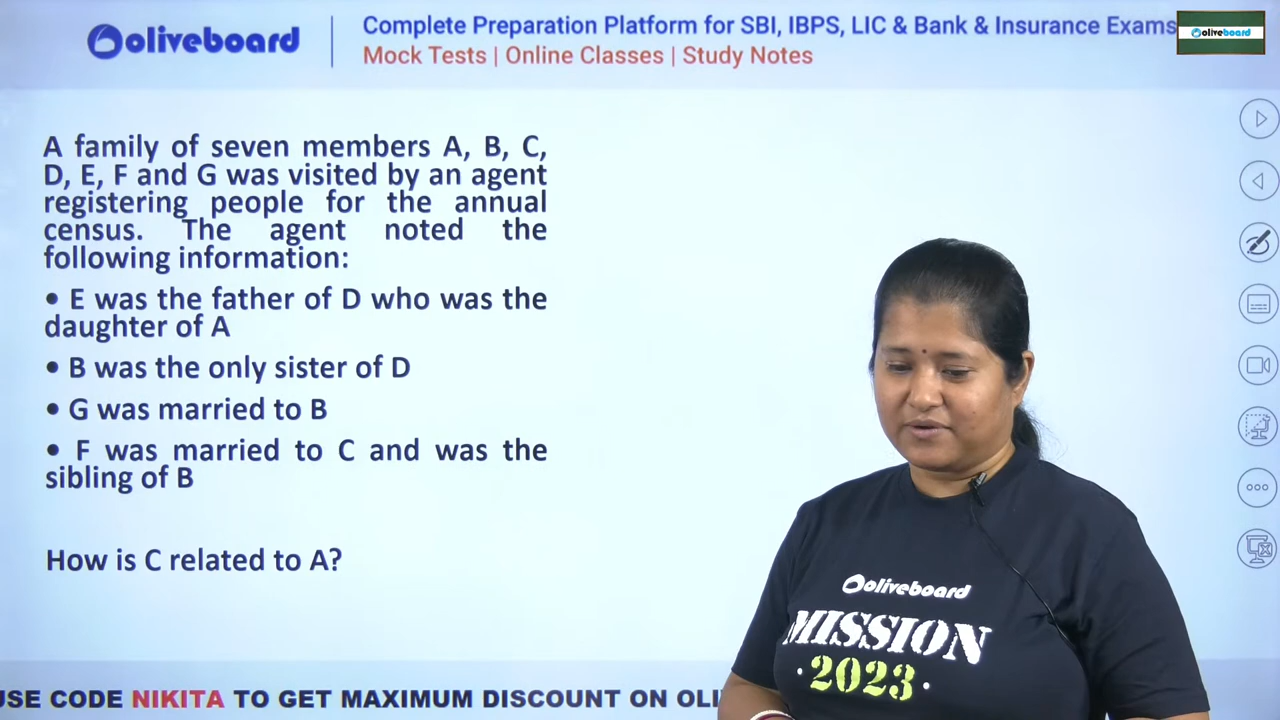 oliveboard
Complete Preparation Platform for SBI, IBPS, LIC & Bank & Insurance Exams
Mock Tests | Online Classes | Study Notes
oliveboard
A family of seven members A, B, C,
D, E, F and G was visited by an agent
registering people for the annual
census. The agent noted the
following information:
• E was the father of D who was the
daughter of A
• B was the only sister of D
• G was married to B
• F was married to C and was the
sibling of B
How is C related to A?
oliveboard
MISSION
• 2023 •
USE CODE NIKITA TO GET MAXIMUM DISCOUNT ON OLI